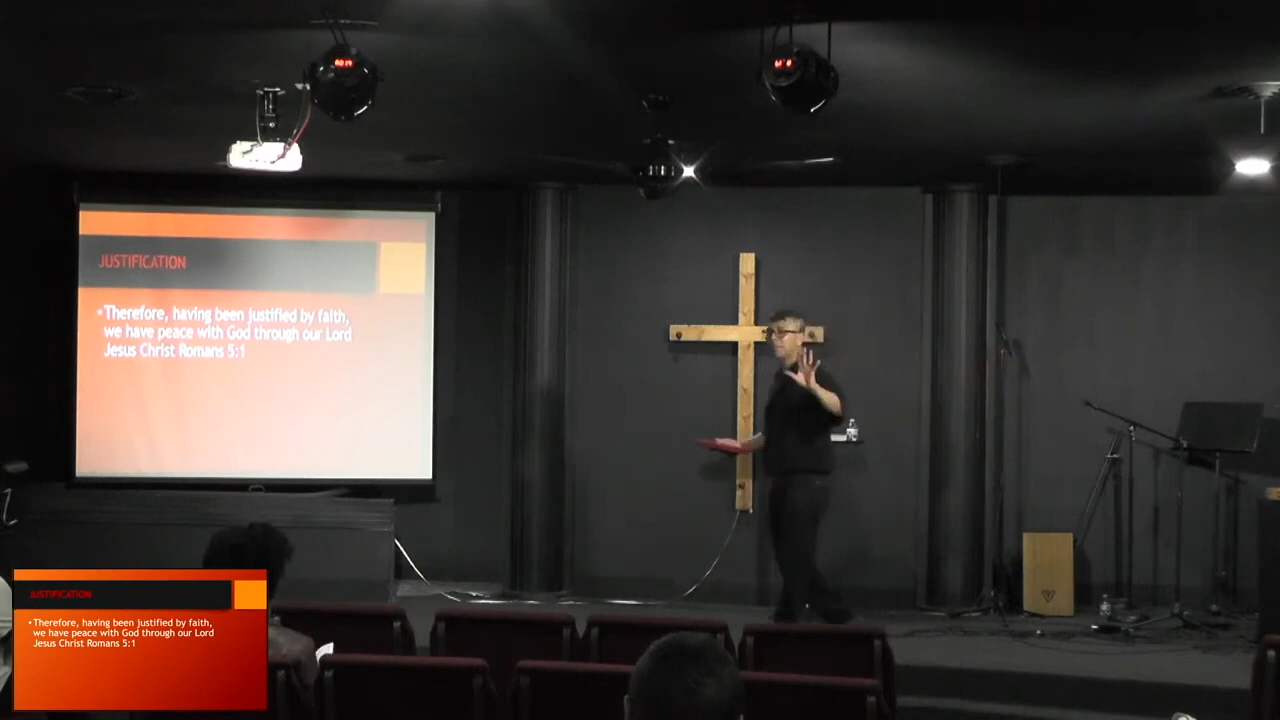 JUSTIFICATION
•Therefore, having been justified by faith,
we have peace with God through our Lord
Jesus Christ Romans 5:1
JUSTIFICATION
•Therefore, having been justified by faith,
we have peace with God through our Lord
Jesus Christ Romans 5:1